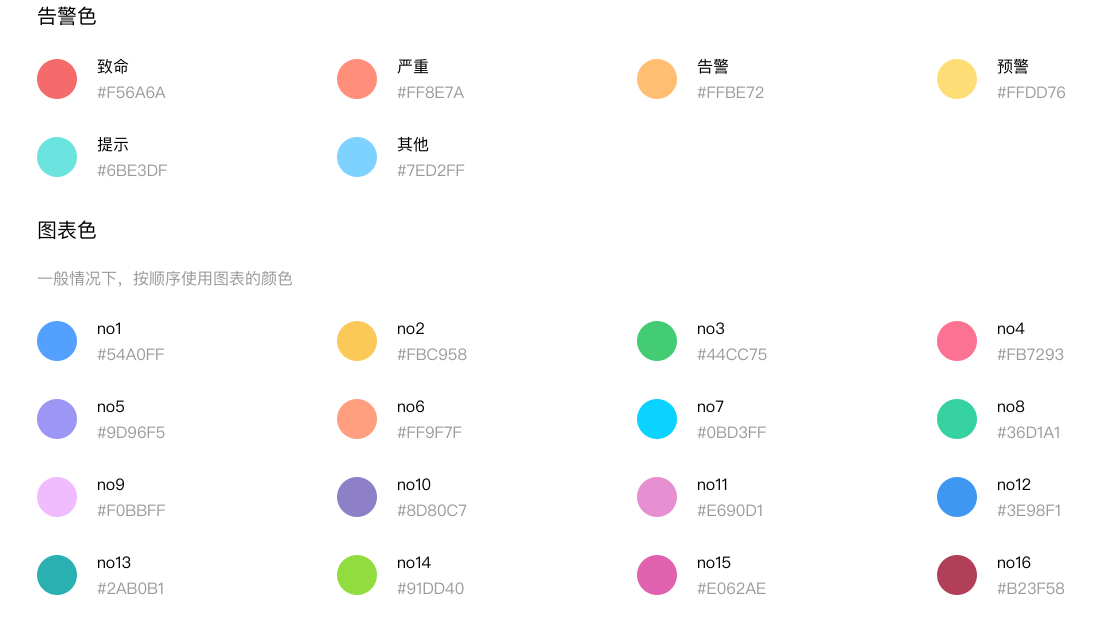 告警色
致命 严重 告警 预警
#F56A6A #FF8E7A #FFBE72 #FFDD76
提示 其他
#6BE3DF #7ED2FF
图表色
一般情况下，按顺序使用图表的颜色
no1 no2 no3 no4
#54A0FF #FBC958 #44CC75 #FB7293
no5 no6 no7 no8
#9D96F5 #FF9F7F #0BD3FF #36D1A1
no9 no10 no11 no12
#F0BBFF #8D80C7 #E690D1 #3E98F1
no13 no14 no15 no16
#2AB0B1 #91DD40 #E062AE #B23F58